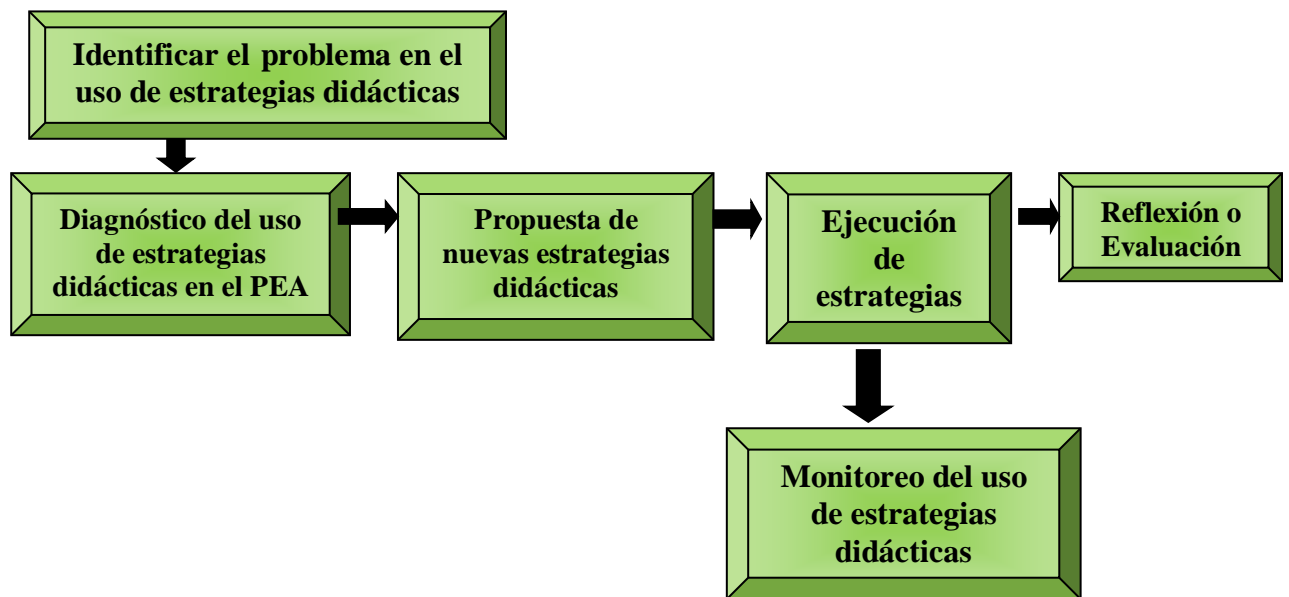 Identificar el problema en el
uso de estrategias didácticas
Diagnóstico del uso
de estrategias
didácticas en el PEA
Propuesta de
nuevas estrategias
didácticas
Ejecución
de
estrategias
Reflexión o
Evaluación
Monitoreo del uso
de estrategias
didácticas